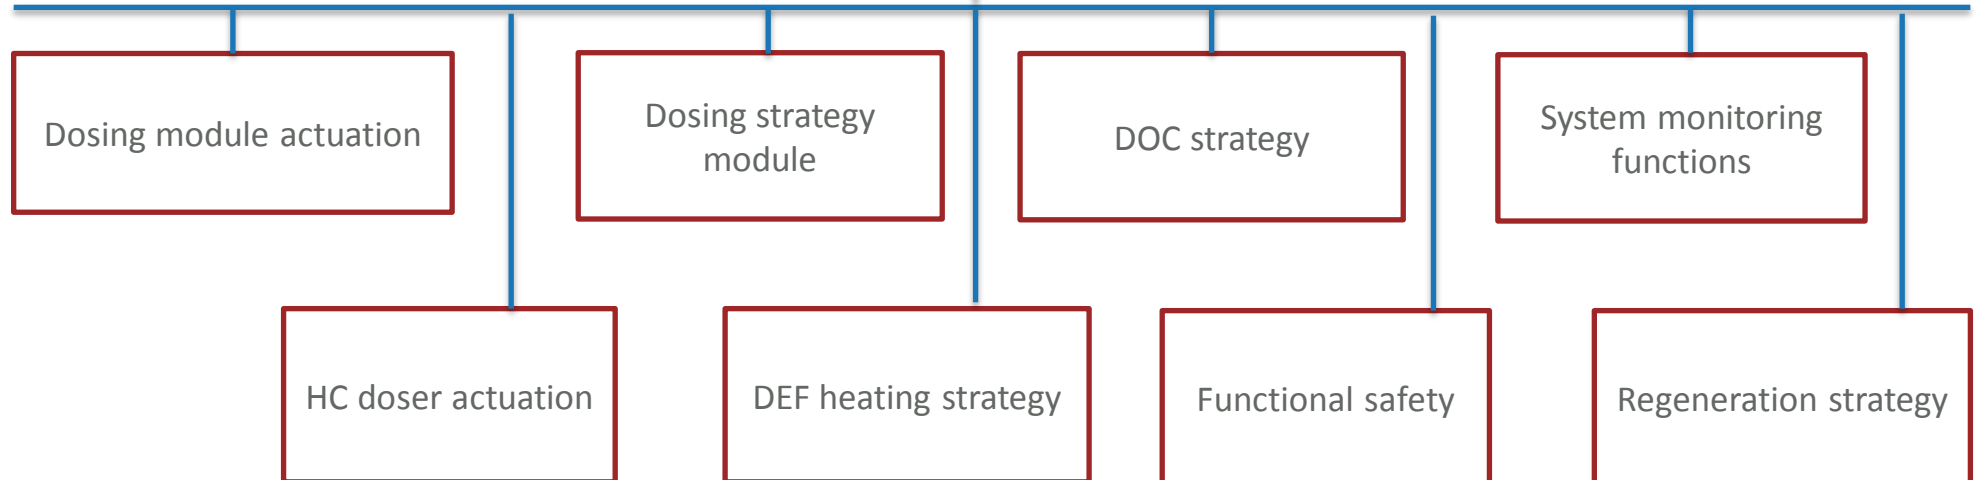 Dosing module actuation
Dosing strategy
module
DOC strategy
System monitoring
functions
HC doser actuation
DEF heating strategy
Functional safety
Regeneration strategy